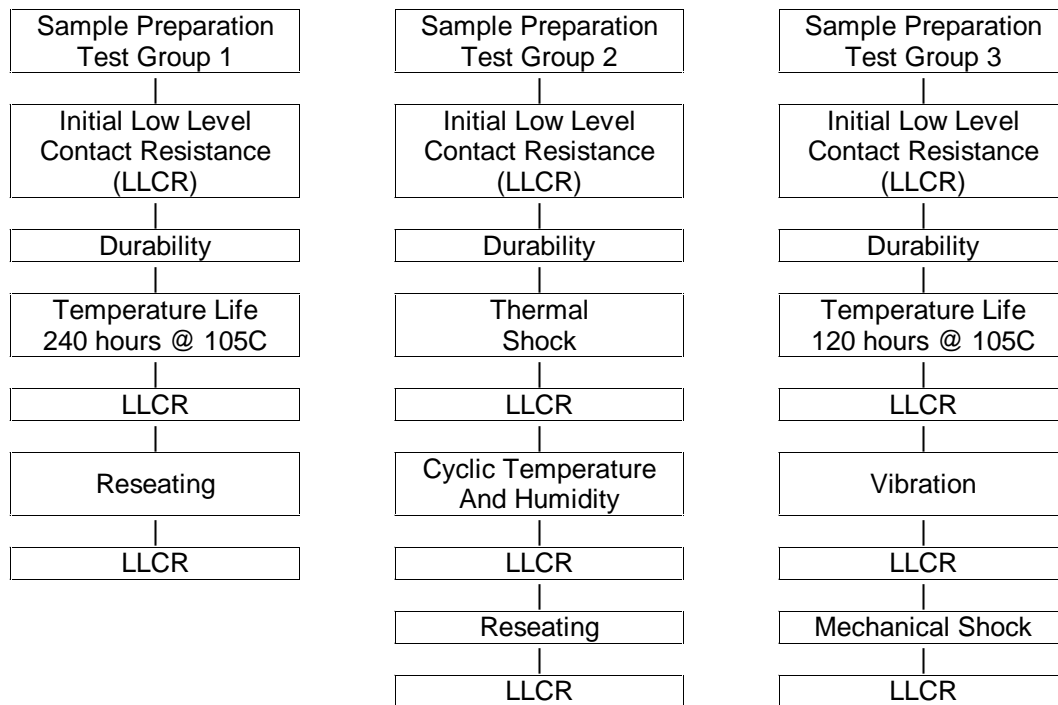 Sample Preparation
Test Group 1
Initial Low Level
Contact Resistance
(LLCR)
Durability
Temperature Life
240 hours @ 105C
LLCR
Reseating
LLCR
Sample Preparation
Test Group 2
Initial Low Level
Contact Resistance
(LLCR)
Durability
Thermal
Shock
LLCR
Cyclic Temperature
And Humidity
LLCR
Reseating
LLCR
Sample Preparation
Test Group 3
Initial Low Level
Contact Resistance
(LLCR)
Durability
Temperature Life
120 hours @ 105C
LLCR
Vibration
LLCR
Mechanical Shock
LLCR